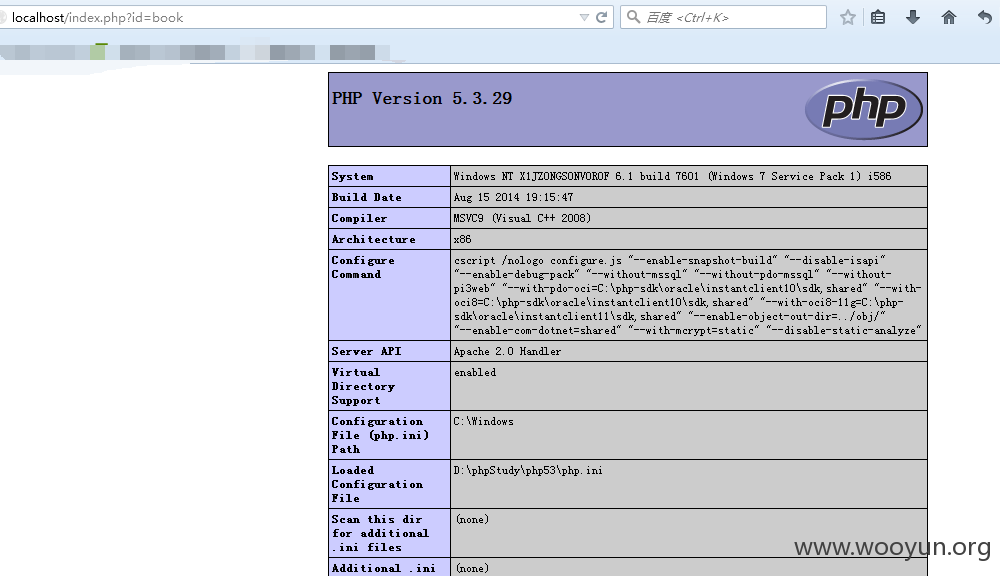 localhost/index.php?id=book
百度 <Ctrl+K>
PHP Version 5.3.29
php
System
Windows NT X1JZONGSONVOROF 6.1 build 7601 (Windows 7 Service Pack 1) i586
Build Date
Aug 15 2014 19:15:47
Compiler
MSVC9 (Visual C++ 2008)
Architecture
x86
Configure
Command
cscript /nologo configure.js "--enable-snapshot-build" "--disable-isapi"
"--enable-debug-pack" "--without-mssql" "--without-pdo-mssql" "--without-
pi3web" "--with-pdo-oci=C:\php-sdk\oracle\instantclient10\sdk,shared" "--with-
oci8=C:\php-sdk\oracle\instantclient10\sdk,shared" "--with-oci8-11g=C:\php-
sdk\oracle\instantclient11\sdk,shared" "--enable-object-out-dir=../obj/"
"--enable-com-dotnet=shared" "--with-mcrypt=static" "--disable-static-analyze"
Server API
Apache 2.0 Handler
Virtual
Directory
Support
enabled
Configuration
File (php.ini)
Path
C:\Windows
Loaded
Configuration
File
D:\phpStudy\php53\php.ini
Scan this dir
for additional
.ini files
(none)
Additional .ini
(none)
www.wooyun.org